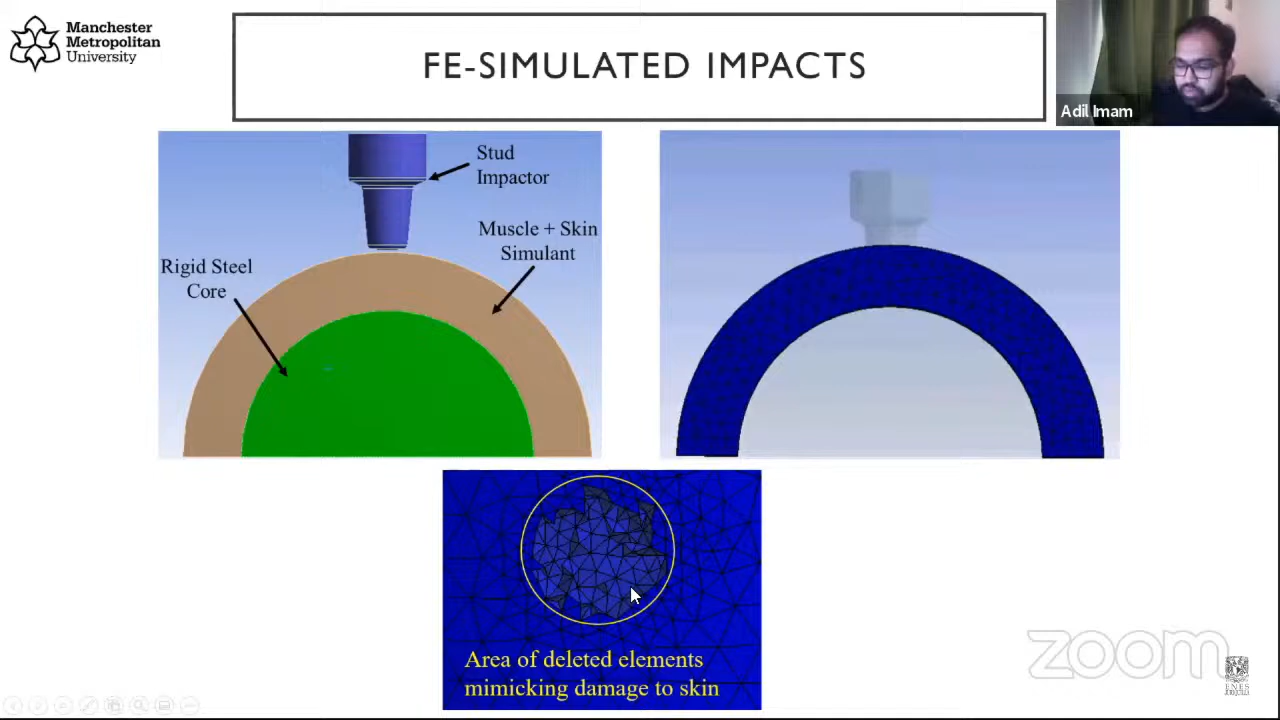 Manchester
Metropolitan
University
FE-SIMULATED IMPACTS
Adil Imam
Stud
Impactor
Muscle + Skin
Simulant
Rigid Steel
Core
Area of deleted elements
mimicking damage to skin
zoom